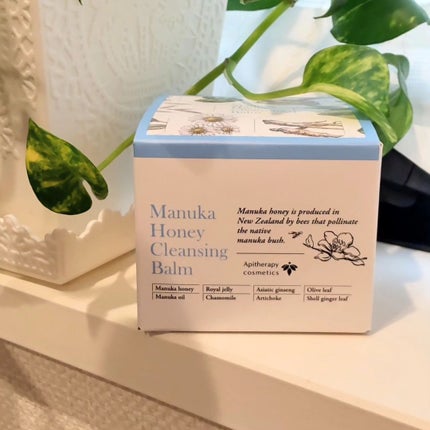 Manuka
Honey
Cleansing
Balm
Manuka honey is produced in
New Zealand by bees that pollinate
the native
manuka bush.
Apitherapy
cosmetics
Manuka honey Royal jelly Asiatic ginseng Olive leaf
Manuka oil Chamomile Artichoke Shell ginger leaf